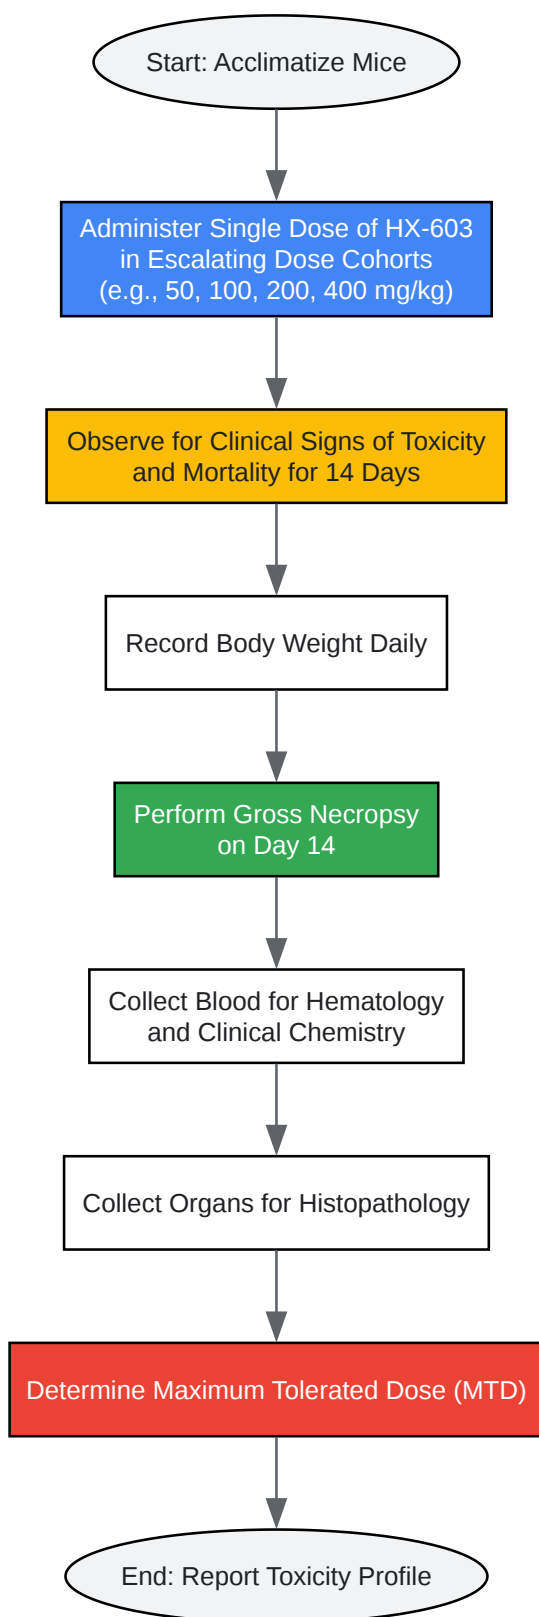 Start: Acclimatize Mice
Administer Single Dose of HX-603
in Escalating Dose Cohorts
(e.g., 50, 100, 200, 400 mg/kg)
Observe for Clinical Signs of Toxicity
and Mortality for 14 Days
Record Body Weight Daily
Perform Gross Necropsy
on Day 14
Collect Blood for Hematology
and Clinical Chemistry
Collect Organs for Histopathology
Determine Maximum Tolerated Dose (MTD)
End: Report Toxicity Profile